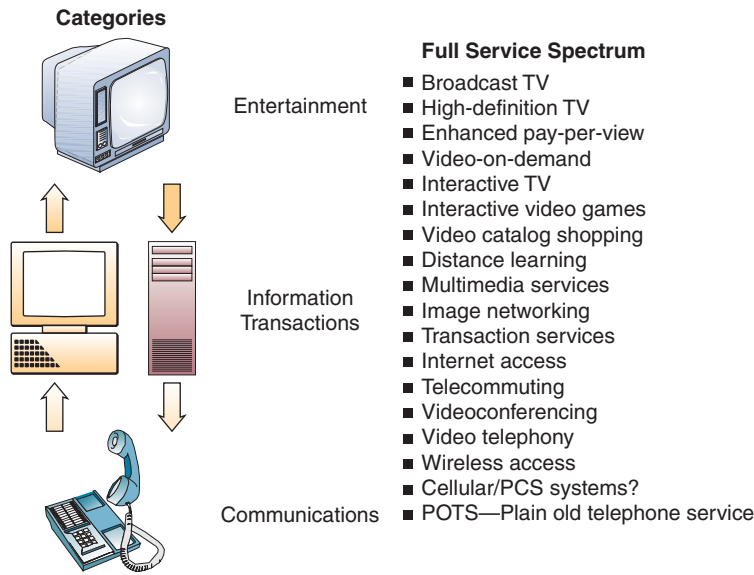 Categories
Entertainment
Information
Transactions
Communications
Full Service Spectrum
■ Broadcast TV
■ High-definition TV
■ Enhanced pay-per-view
■ Video-on-demand
■ Interactive TV
■ Interactive video games
■ Video catalog shopping
■ Distance learning
■ Multimedia services
■ Image networking
■ Transaction services
■ Internet access
■ Telecommuting
■ Videoconferencing
■ Video telephony
■ Wireless access
■ Cellular/PCS systems?
■ POTS—Plain old telephone service